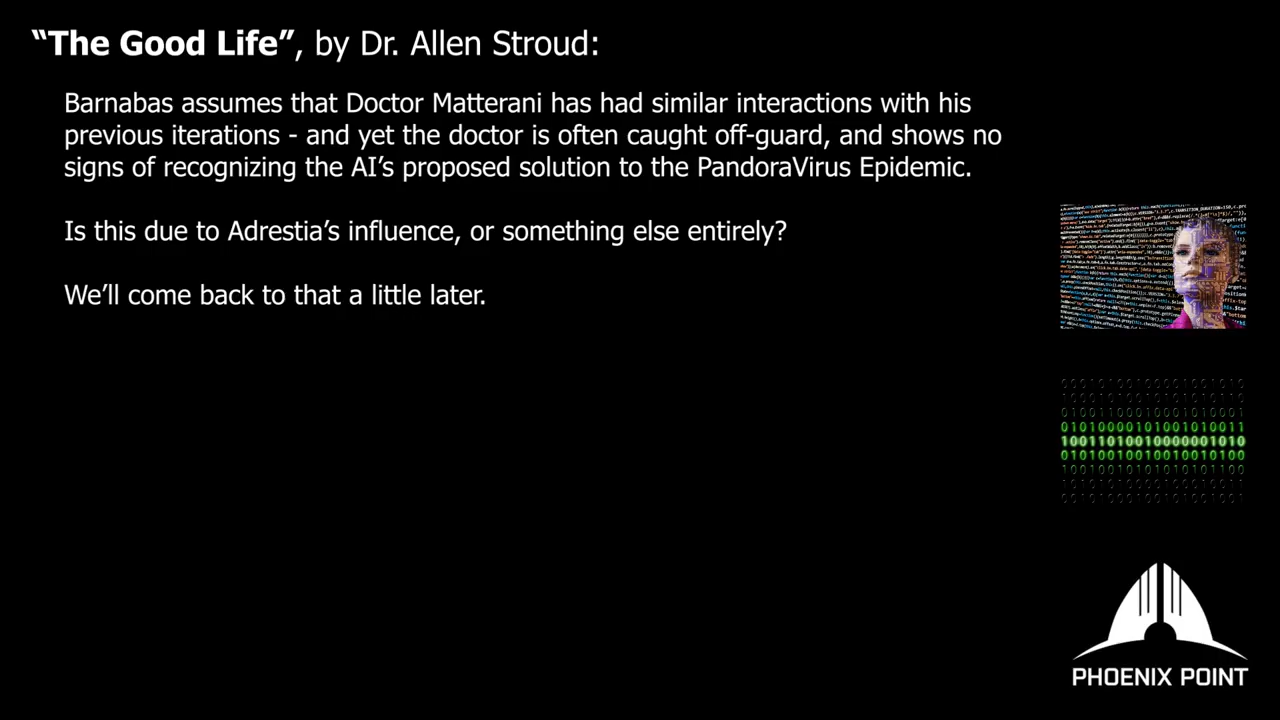 “The Good Life”, by Dr. Allen Stroud:
Barnabas assumes that Doctor Matterani has had similar interactions with his
previous iterations - and yet the doctor is often caught off-guard, and shows no
signs of recognizing the AI’s proposed solution to the PandoraVirus Epidemic.
Is this due to Adrestia’s influence, or something else entirely?
We’ll come back to that a little later.
01010000101001010011
10011010010000001010
0101001001001001010100
PHOENIX POINT